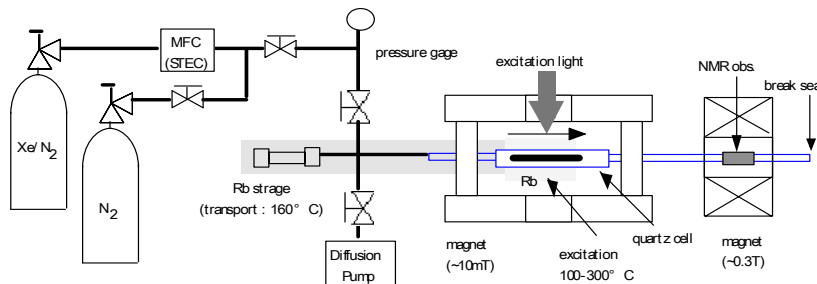 MFC
(STEC)
pressure gage
excitation light
NMR obs.
break sea
Xe/ N2
N2
Rb strage
(transport : 160° C)
Rb
Diffusion
Pump
magnet
(~10mT)
excitation
100-300° C
quartz cell
magnet
(~0.3T)